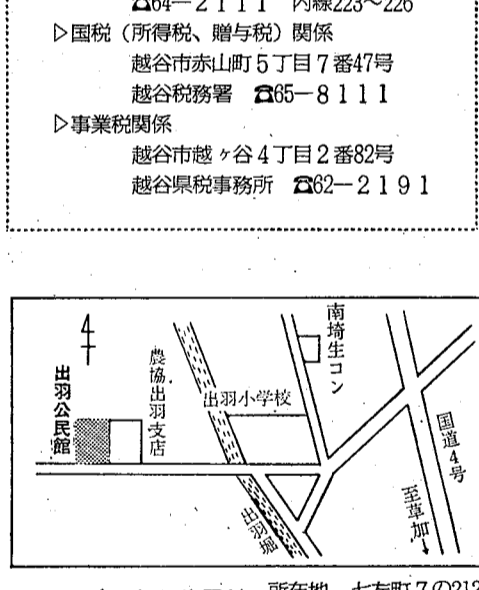 ☎64―2111 内線223～226
▷国税（所得税、贈与税）関係
越谷市赤山町5丁目7番47号
越谷税務署 ☎65―8111
▷事業税関係
越谷市越ヶ谷4丁目2番82号
越谷県税事務所 ☎62―2191
4
出羽公民館
農協出羽支店
出羽小学校
南埼生コン
国道4号
至草加
出羽堀
所在地 七左町7の212